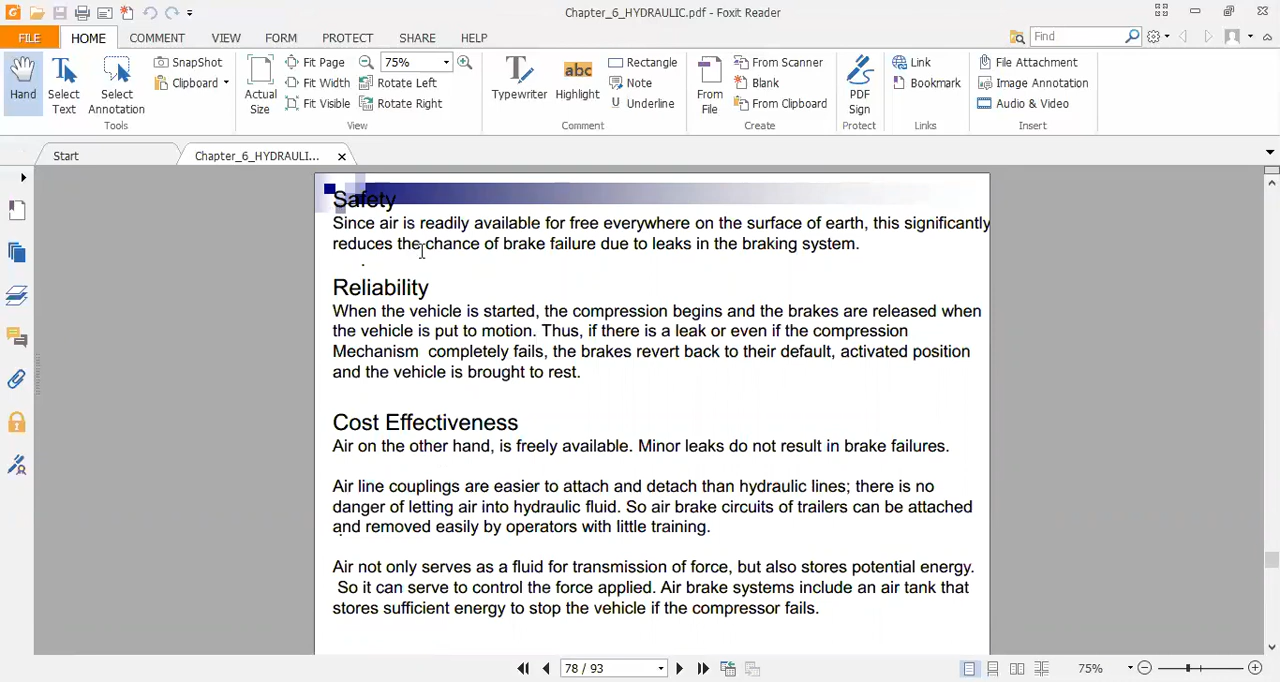 Chapter_6_HYDRAULIC.pdf - Foxit Reader
FILE HOME COMMENT VIEW FORM PROTECT SHARE HELP Find
Hand
Select Text
Select Annotation
SnapShot
Clipboard
Tools
Actual Size
Fit Page
Fit Width
Fit Visible
75%
Rotate Left
Rotate Right
View
Typewriter
abc
Highlight
Rectangle
Note
U Underline
Comment
From File
From Scanner
Blank
From Clipboard
Create
PDF Sign
Protect
Link
Bookmark
Links
File Attachment
Image Annotation
Audio & Video
Insert
Start
Chapter_6_HYDRAULI...
Safety
Since air is readily available for free everywhere on the surface of earth, this significantly
reduces the chance of brake failure due to leaks in the braking system.
.
Reliability
When the vehicle is started, the compression begins and the brakes are released when
the vehicle is put to motion. Thus, if there is a leak or even if the compression
Mechanism completely fails, the brakes revert back to their default, activated position
and the vehicle is brought to rest.
Cost Effectiveness
Air on the other hand, is freely available. Minor leaks do not result in brake failures.
Air line couplings are easier to attach and detach than hydraulic lines; there is no
danger of letting air into hydraulic fluid. So air brake circuits of trailers can be attached
and removed easily by operators with little training.
.
Air not only serves as a fluid for transmission of force, but also stores potential energy.
So it can serve to control the force applied. Air brake systems include an air tank that
stores sufficient energy to stop the vehicle if the compressor fails.
78 / 93
75%